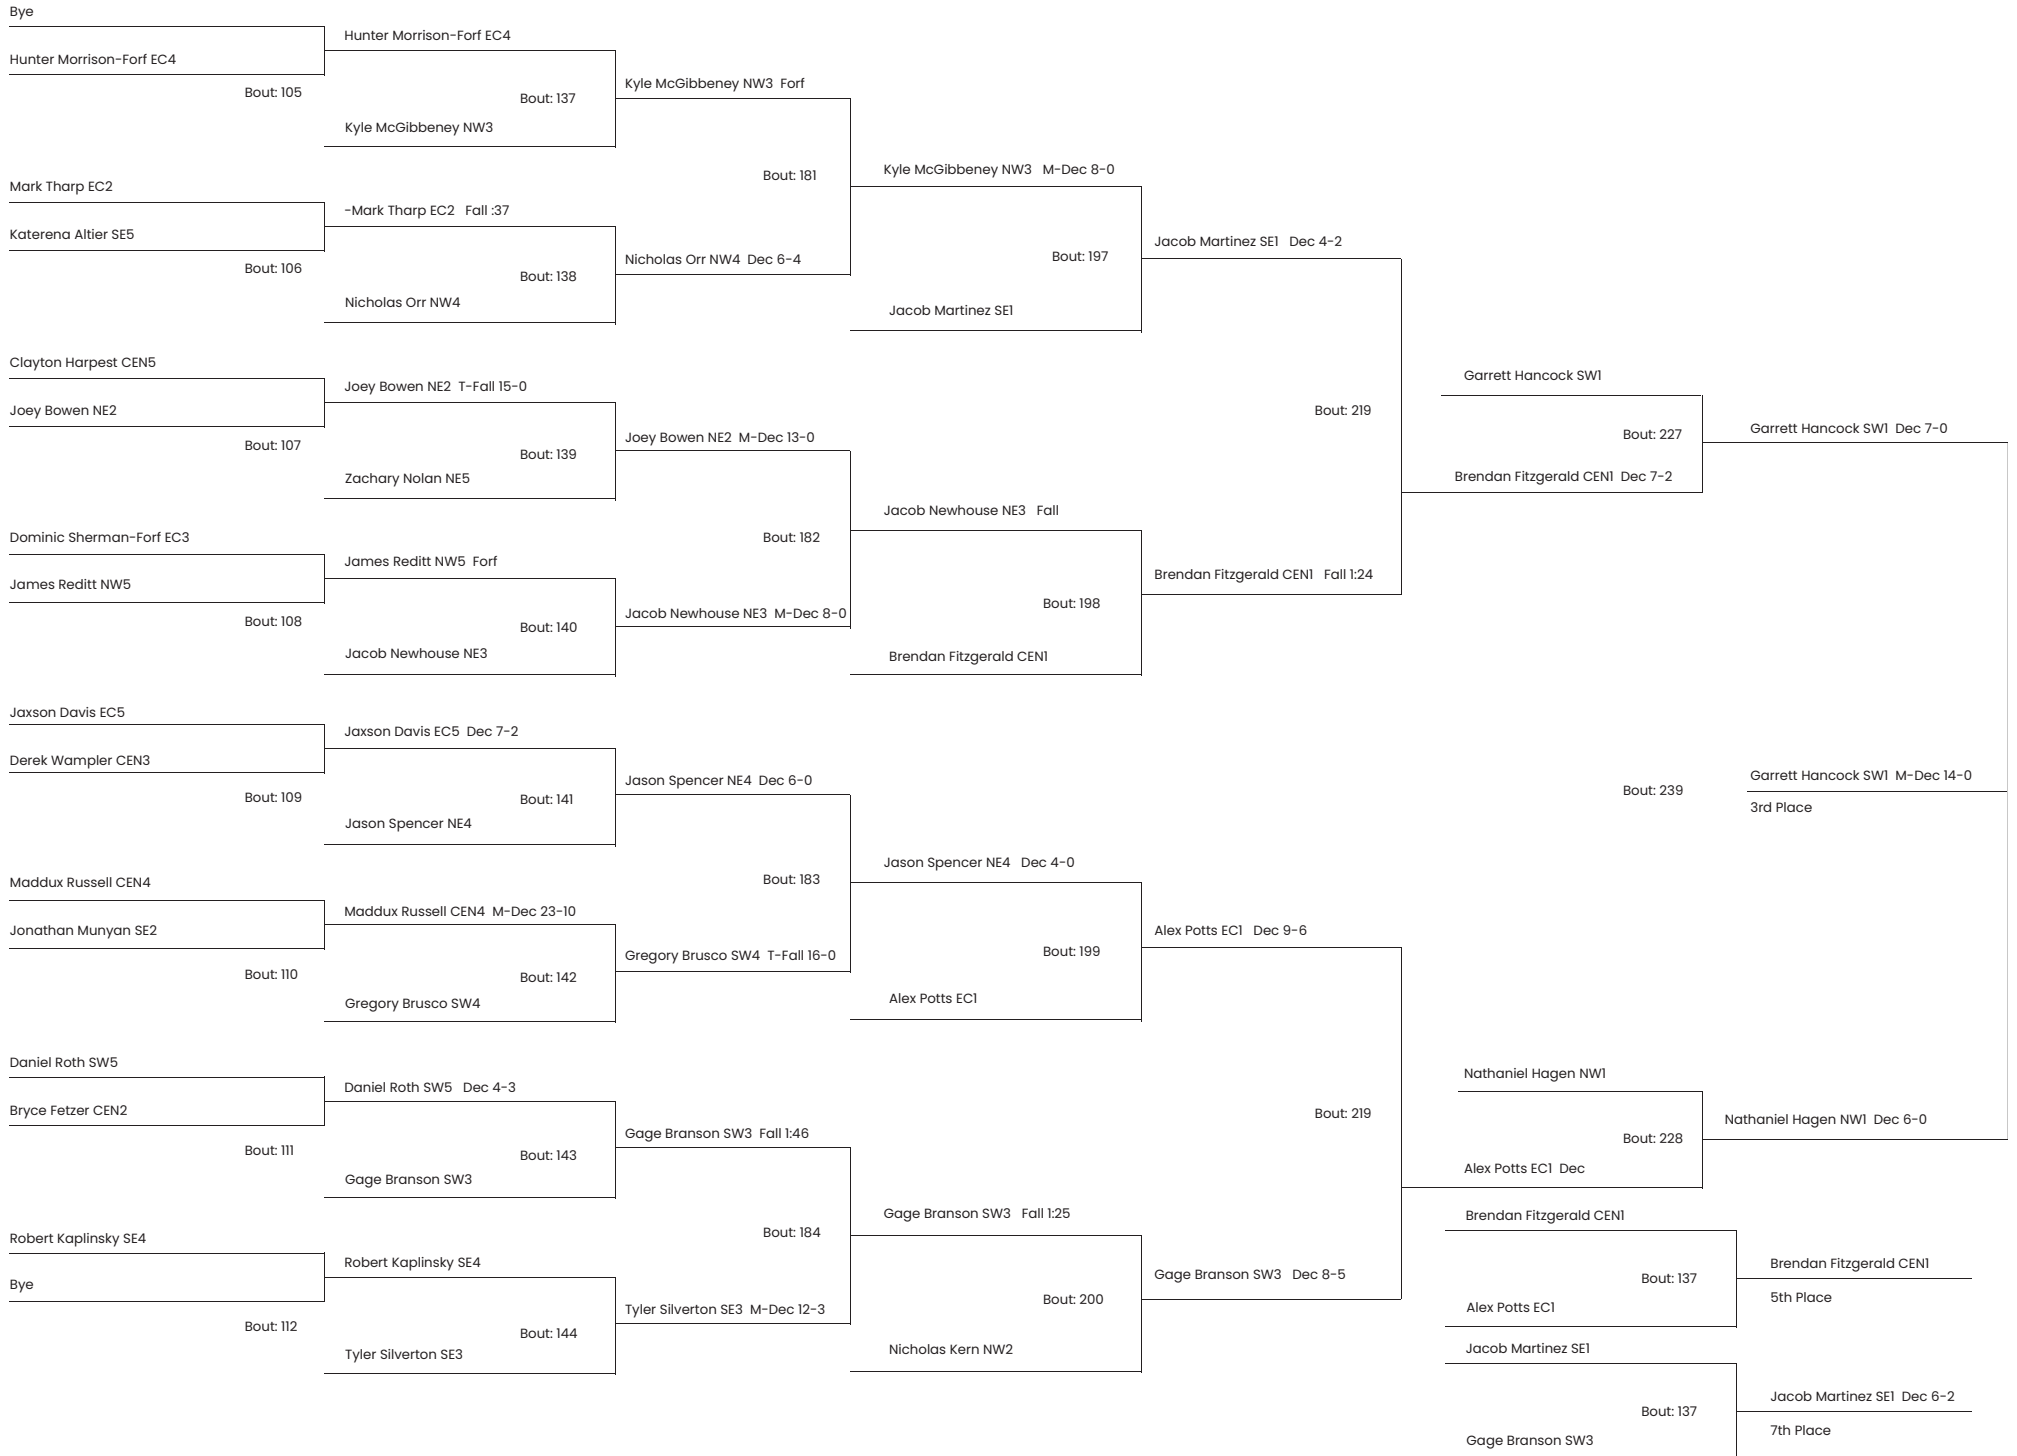 Bye
Hunter Morrison-Forf EC4
Bout: 105
Mark Tharp EC2
Katerena Altier SE5
Bout: 106
Clayton Harpest CEN5
Joey Bowen NE2
Bout: 107
Dominic Sherman-Forf EC3
James Reditt NW5
Bout: 108
Jaxson Davis EC5
Derek Wampler CEN3
Bout: 109
Maddux Russell CEN4
Jonathan Munyan SE2
Bout: 110
Daniel Roth SW5
Bryce Fetzer CEN2
Bout: 111
Robert Kaplinsky SE4
Bye
Bout: 112
Hunter Morrison-Forf EC4
Bout: 137
Kyle McGibbeney NW3
-Mark Tharp EC2 Fall :37
Bout: 138
Nicholas Orr NW4
Joey Bowen NE2 T-Fall 15-0
Bout: 139
Zachary Nolan NE5
James Reditt NW5 Forf
Bout: 140
Jacob Newhouse NE3
Jaxson Davis EC5 Dec 7-2
Bout: 141
Jason Spencer NE4
Maddux Russell CEN4 M-Dec 23-10
Bout: 142
Gregory Brusco SW4
Daniel Roth SW5 Dec 4-3
Bout: 143
Gage Branson SW3
Robert Kaplinsky SE4
Bout: 144
Tyler Silverton SE3
Kyle McGibbeney NW3 Forf
Bout: 181
Nicholas Orr NW4 Dec 6-4
Joey Bowen NE2 M-Dec 13-0
Bout: 182
Jacob Newhouse NE3 M-Dec 8-0
Jason Spencer NE4 Dec 6-0
Bout: 183
Gregory Brusco SW4 T-Fall 16-0
Gage Branson SW3 Fall 1:46
Bout: 184
Tyler Silverton SE3 M-Dec 12-3
Kyle McGibbeney NW3 M-Dec 8-0
Bout: 197
Jacob Martinez SE1
Jacob Newhouse NE3 Fall
Bout: 198
Brendan Fitzgerald CEN1
Jason Spencer NE4 Dec 4-0
Bout: 199
Alex Potts EC1
Gage Branson SW3 Fall 1:25
Bout: 200
Nicholas Kern NW2
Jacob Martinez SE1 Dec 4-2
Bout: 219
Brendan Fitzgerald CEN1 Fall 1:24
Alex Potts EC1 Dec 9-6
Bout: 219
Gage Branson SW3 Dec 8-5
Garrett Hancock SW1
Bout: 227
Brendan Fitzgerald CEN1 Dec 7-2
Garrett Hancock SW1 Dec 7-0
Bout: 239
Garrett Hancock SW1 M-Dec 14-0
3rd Place
Nathaniel Hagen NW1
Bout: 228
Alex Potts EC1 Dec
Nathaniel Hagen NW1 Dec 6-0
Brendan Fitzgerald CEN1
Bout: 137
Alex Potts EC1
Brendan Fitzgerald CEN1
5th Place
Jacob Martinez SE1
Bout: 137
Gage Branson SW3
Jacob Martinez SE1 Dec 6-2
7th Place